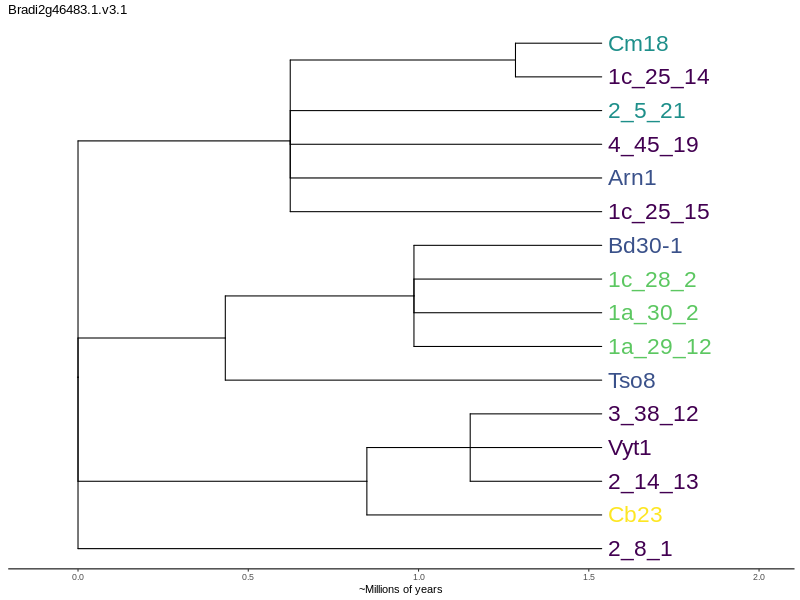 Bradi2g46483.1.v3.1
Cm18
1c_25_14
2_5_21
4_45_19
Arn1
1c_25_15
Bd30-1
1c_28_2
1a_30_2
1a_29_12
Tso8
3_38_12
Vyt1
2_14_13
Cb23
2_8_1
0.0 0.5 1.0 1.5 2.0
~Millions of years